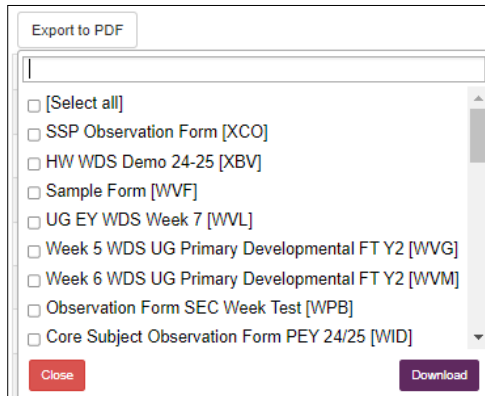 Export to PDF
[Select all]
SSP Observation Form [XCO]
HW WDS Demo 24-25 [XBV]
Sample Form [WVF]
UG EY WDS Week 7 [WVL]
Week 5 WDS UG Primary Developmental FT Y2 [WVG]
Week 6 WDS UG Primary Developmental FT Y2 [WVM]
Observation Form SEC Week Test [WPB]
Core Subject Observation Form PEY 24/25 [WID]
Close Download